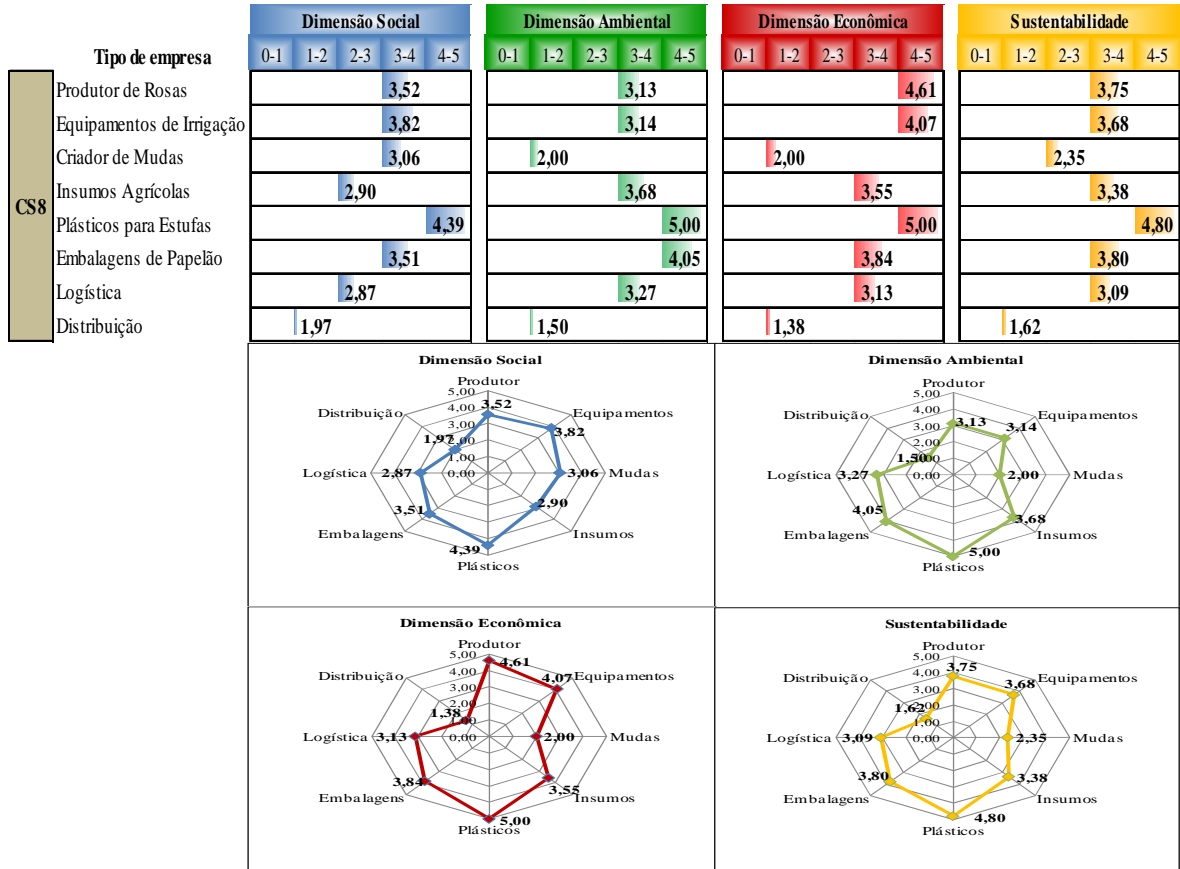 Dimensão Social Dimensão Ambiental Dimensão Econômica Sustentabilidade
Tipo de empresa 0-1 1-2 2-3 3-4 4-5 0-1 1-2 2-3 3-4 4-5 0-1 1-2 2-3 3-4 4-5 0-1 1-2 2-3 3-4 4-5
CS8
Produtor de Rosas 3,52 3,13 4,61 3,75
Equipamentos de Irrigação 3,82 3,14 4,07 3,68
Criador de Mudas 3,06 2,00 2,00 2,35
Insumos Agrícolas 2,90 3,68 3,55 3,38
Plásticos para Estufas 4,39 5,00 5,00 4,80
Embalagens de Papelão 3,51 4,05 3,84 3,80
Logística 2,87 3,27 3,13 3,09
Distribuição 1,97 1,50 1,38 1,62
Dimensão Social
Produtor
5,00
3,52
Distribuição 4,00 Equipamentos
3,00 3,82
1,97 2,00
1,00
Logística 2,87 0,00 3,06 Mudas
2,90
3,51
Embalagens Insumos
4,39
Plásticos
Dimensão Ambiental
Produtor
5,00
Distribuição 4,00 Equipamentos
3,00 3,13
2,00 3,14
1,50 1,00
Logística 3,27 0,00 2,00 Mudas
4,05 3,68
Embalagens Insumos
5,00
Plásticos
Dimensão Econômica
Produtor
5,00 4,61
Distribuição 4,00 4,07 Equipamentos
3,00
1,38 2,00
1,00
Logística 3,13 0,00 2,00 Mudas
3,84 3,55
Embalagens Insumos
5,00
Plásticos
Sustentabilidade
Produtor
5,00 3,75
Distribuição 4,00 3,68 Equipamentos
3,00
1,62 2,00
1,00
Logística 3,09 0,00 2,35 Mudas
3,80 3,38
Embalagens Insumos
4,80
Plásticos